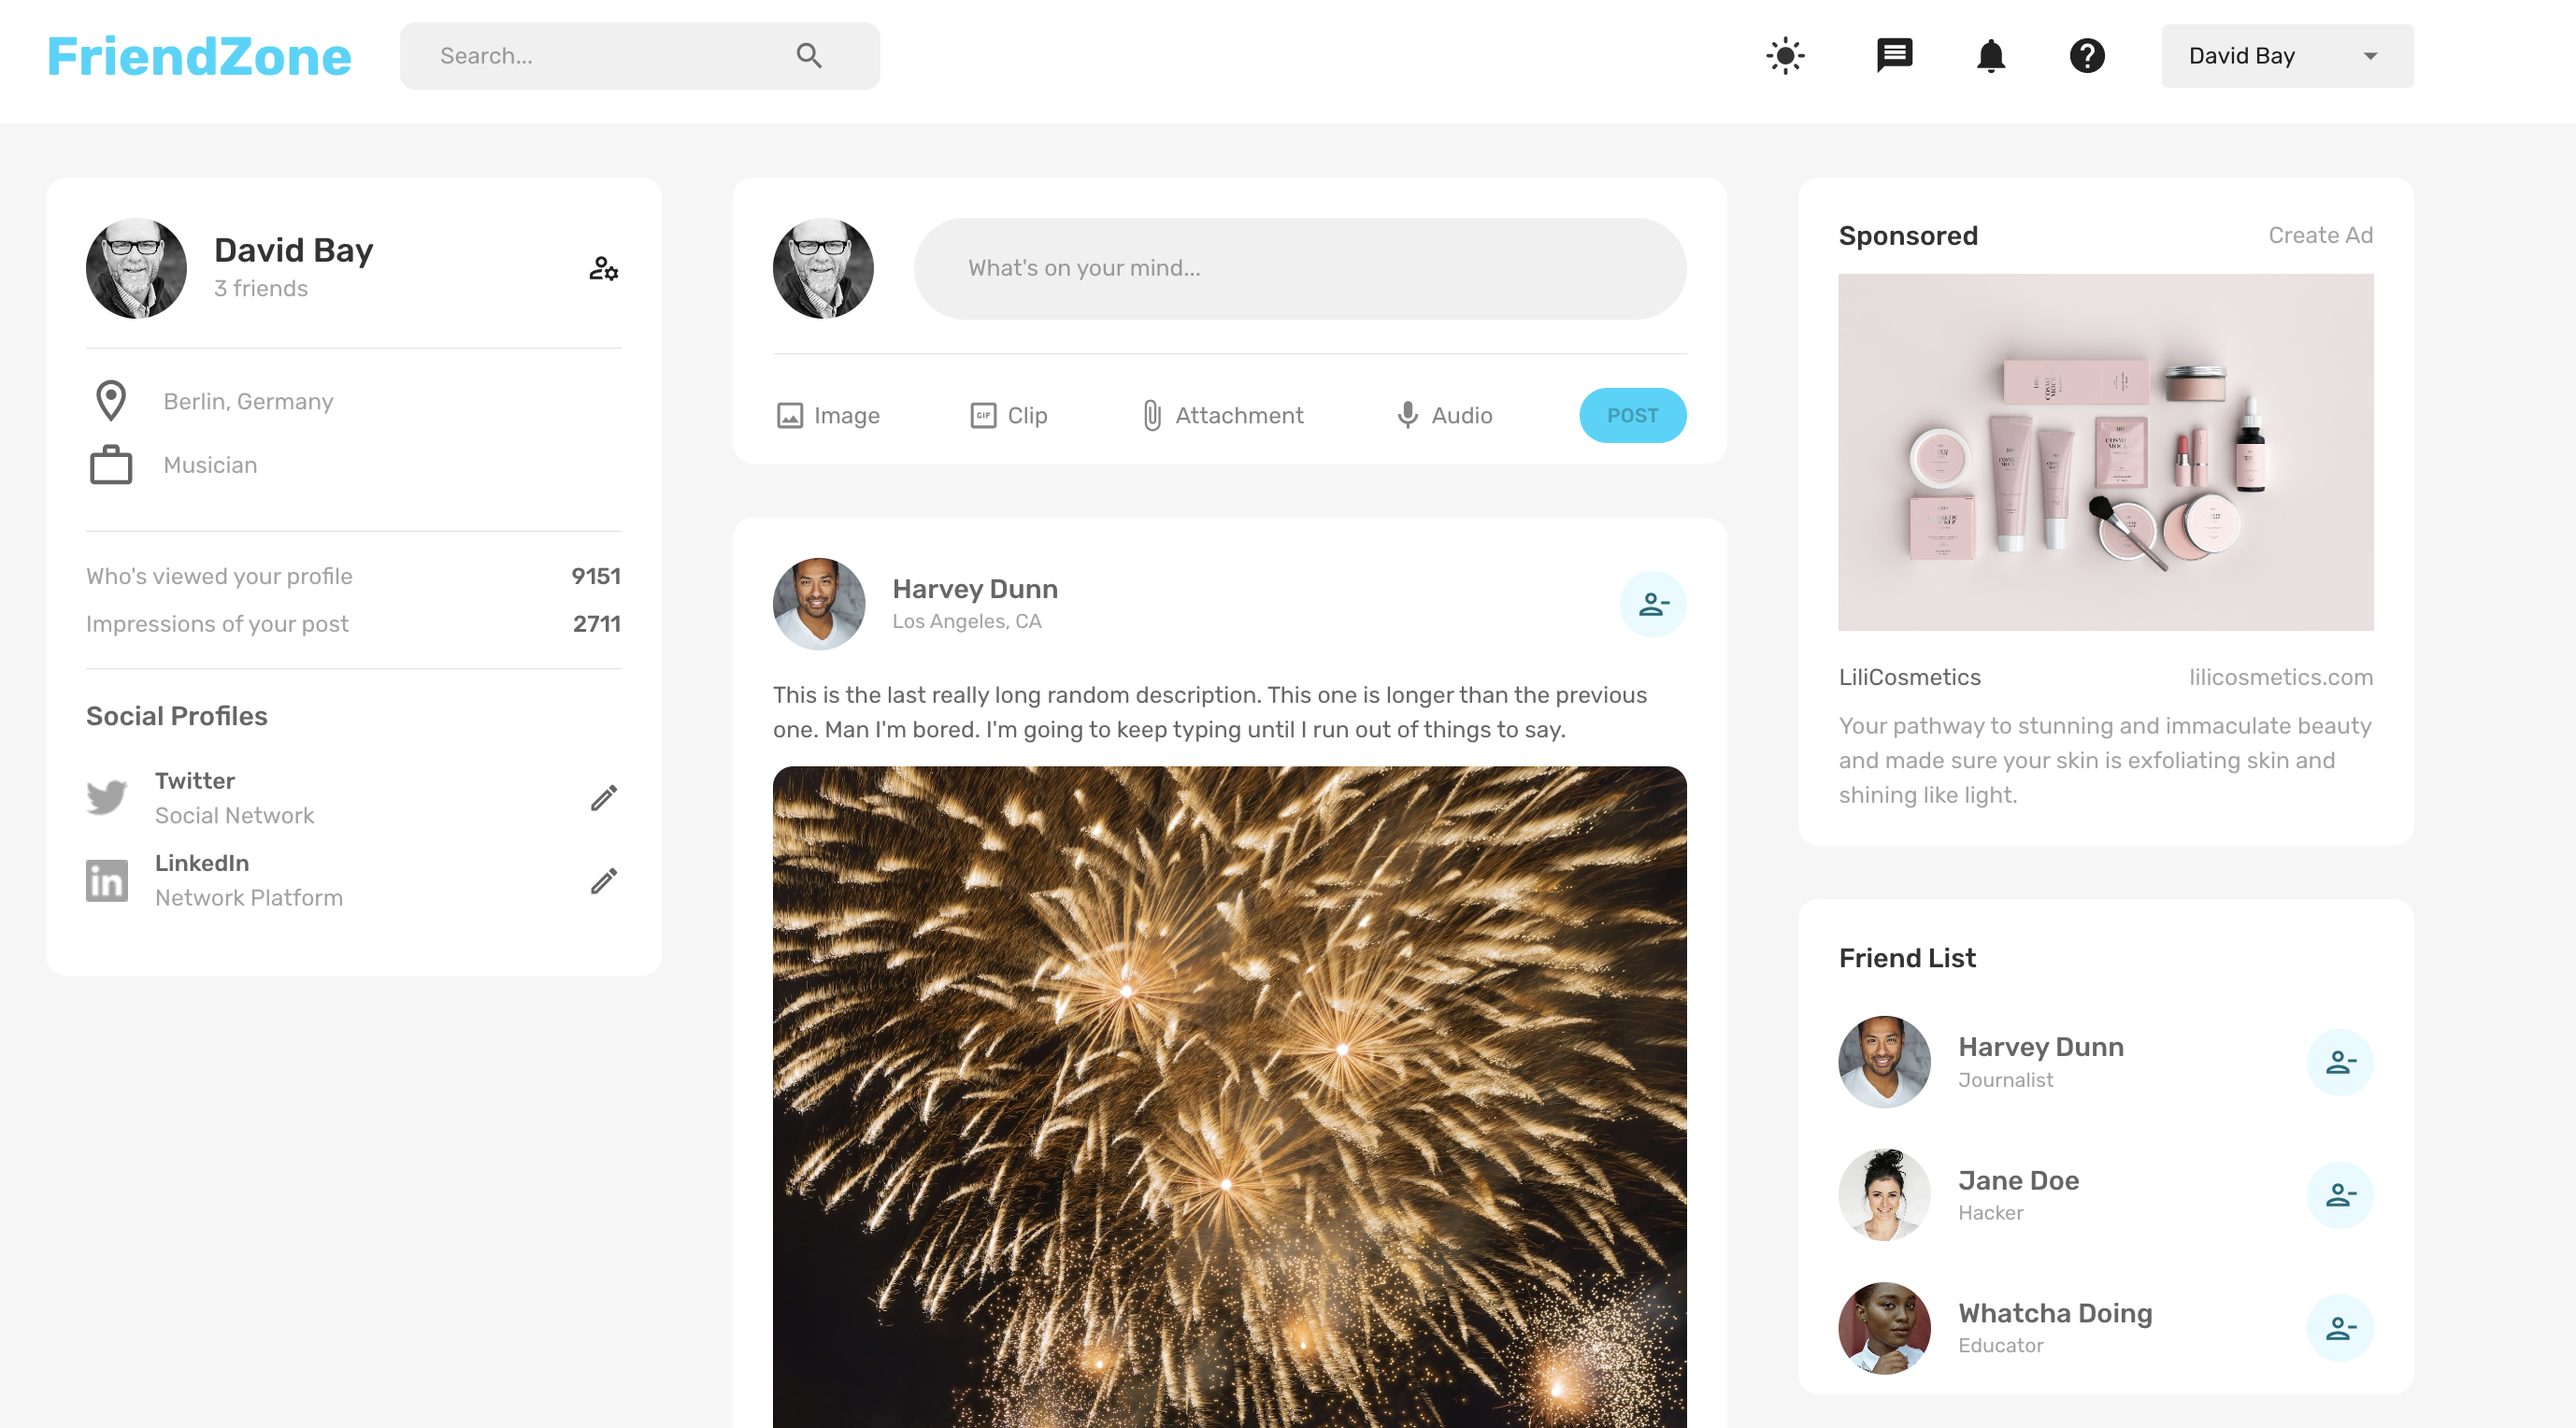 FriendZone
Search...
David Bay
David Bay
3 friends
Berlin, Germany
Musician
Who's viewed your profile 9151
Impressions of your post 2711
Social Profiles
Twitter
Social Network
in
LinkedIn
Network Platform
What's on your mind...
Image
GIF
Clip
Attachment
Audio
POST
Harvey Dunn
Los Angeles, CA
This is the last really long random description. This one is longer than the previous
one. Man I'm bored. I'm going to keep typing until I run out of things to say.
Sponsored
Create Ad
LiliCosmetics
lilicosmetics.com
Your pathway to stunning and immaculate beauty
and made sure your skin is exfoliating skin and
shining like light.
Friend List
Harvey Dunn
Journalist
Jane Doe
Hacker
Whatcha Doing
Educator